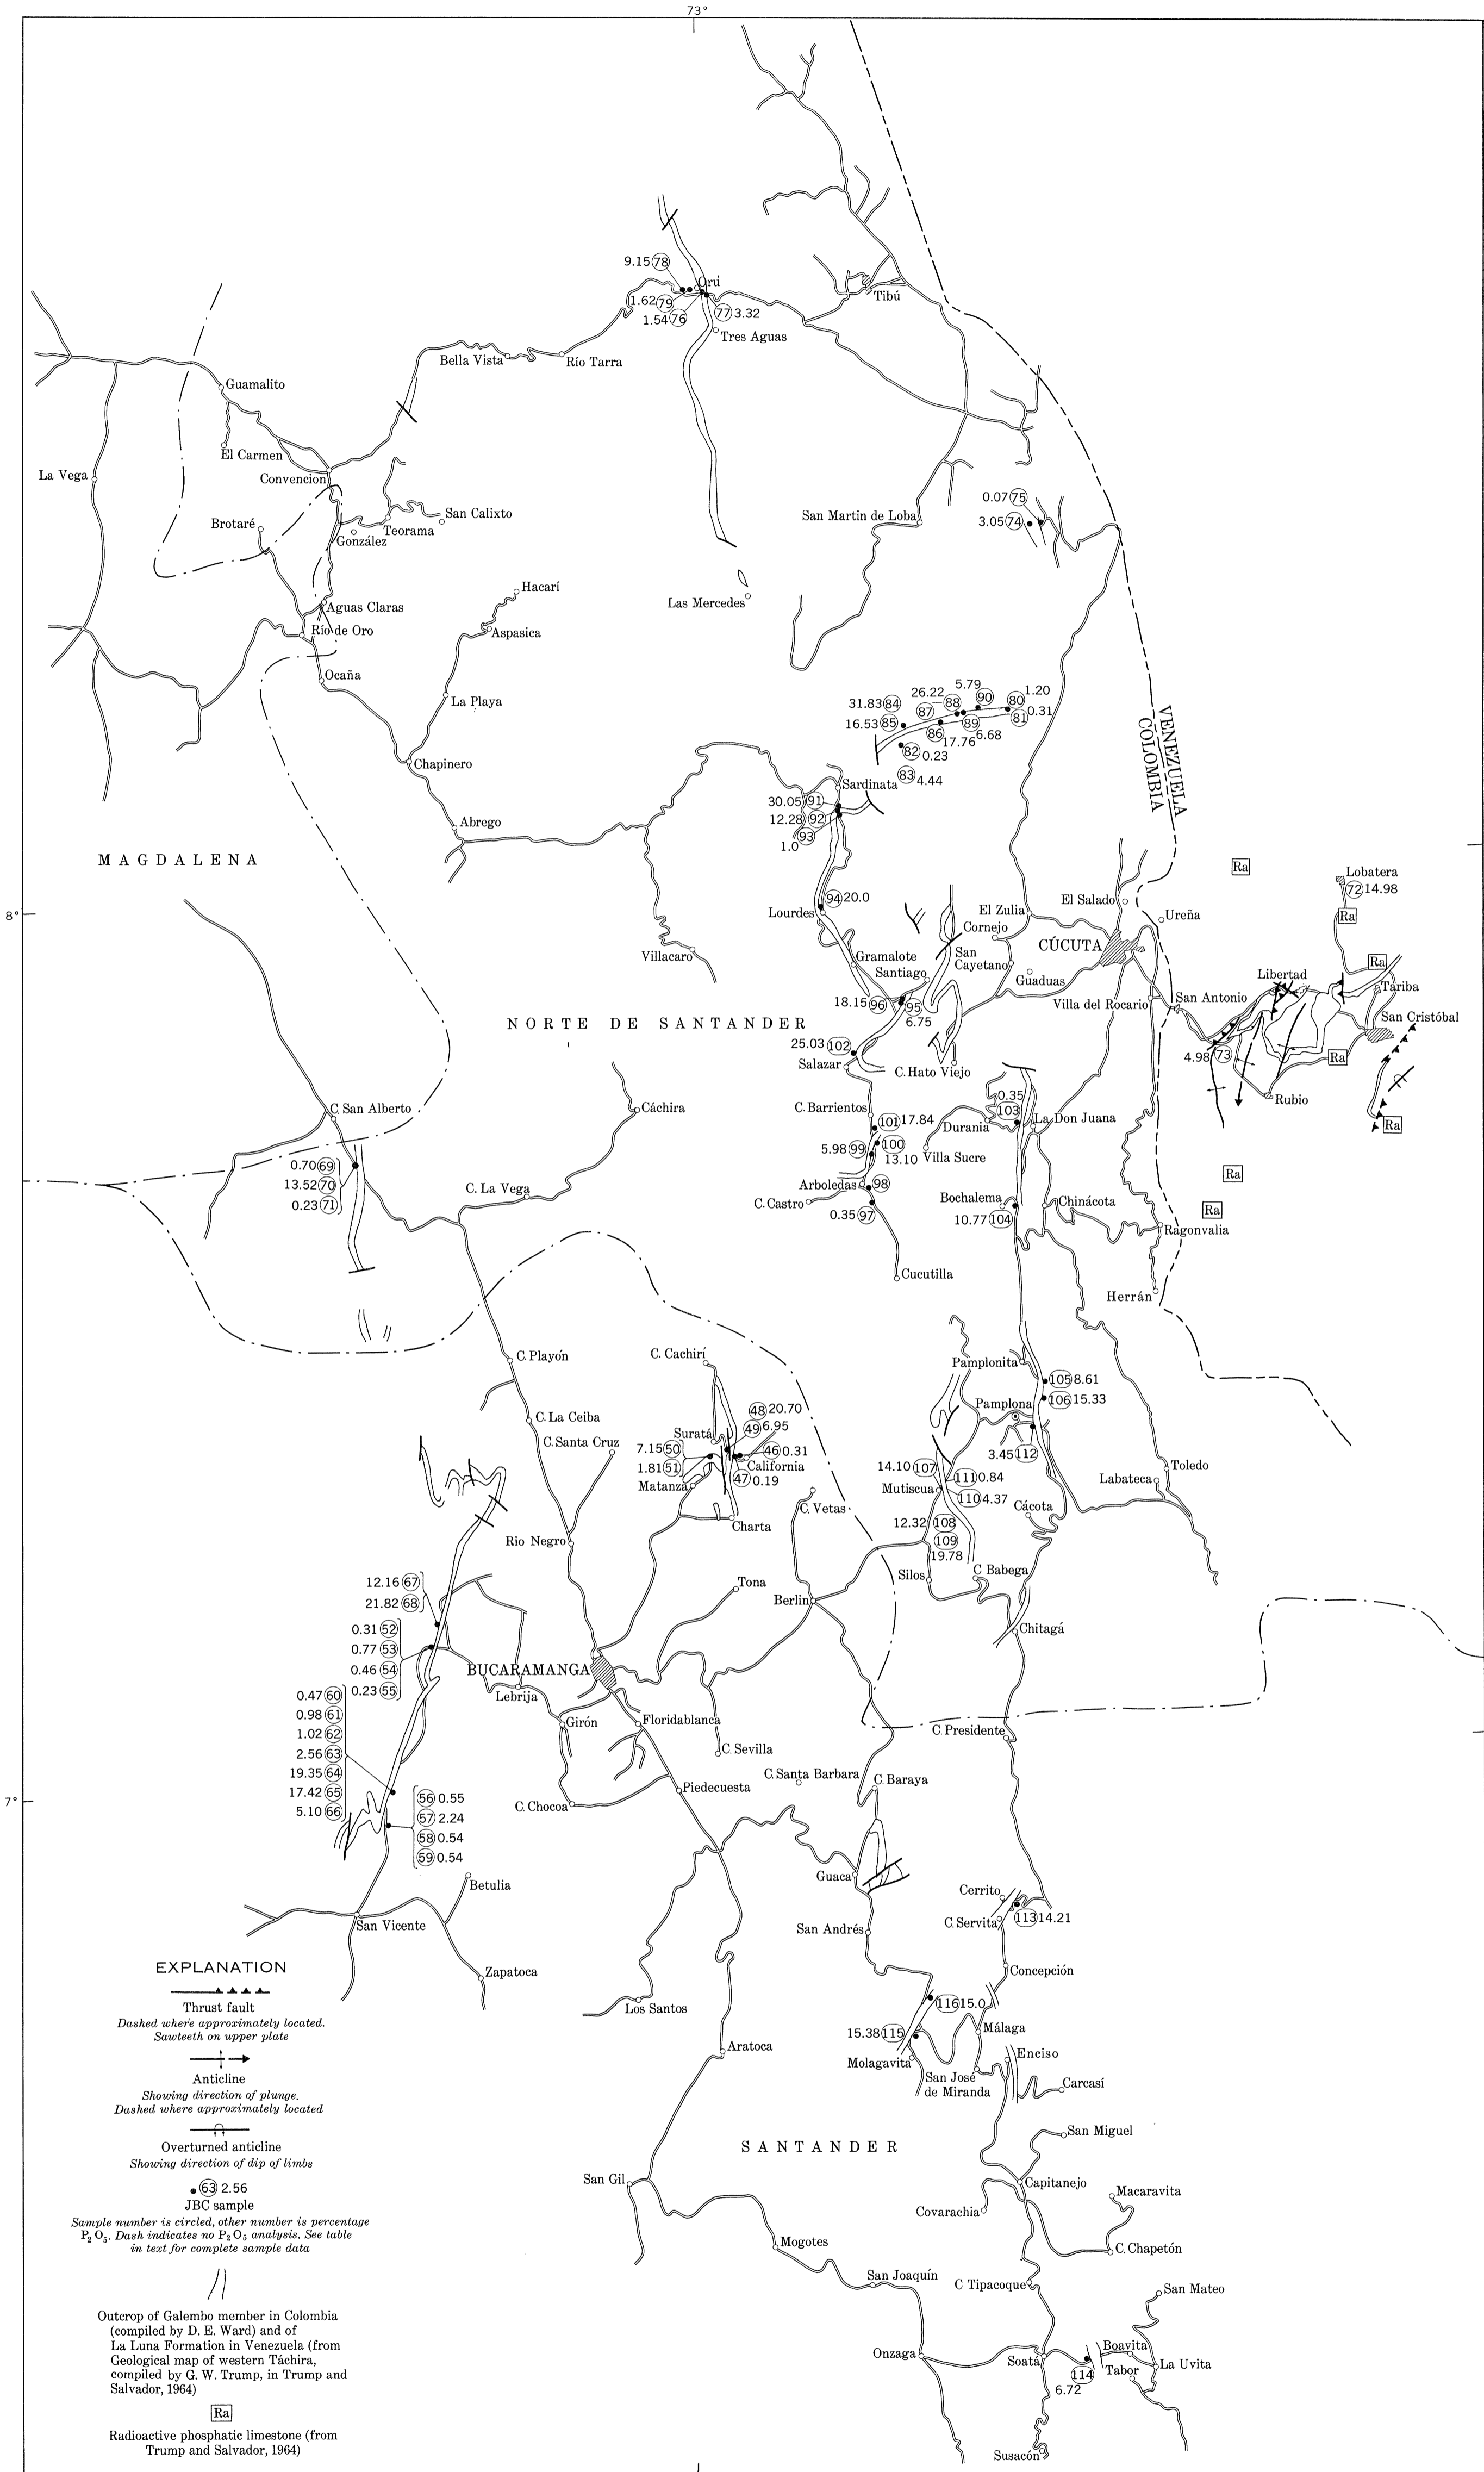 73°
9.15 78
Orú
1.62 79
1.54 76
77 3.32
Tibú
Tres Aguas
Bella Vista
Río Tarra
Guamalito
El Carmen
La Vega
Convencion
0.07 75
San Martin de Loba
3.05 74
Brotaré
San Calixto
Teorama
González
Hacarí
Las Mercedes
Aguas Claras
Río de Oro
Aspasica
Ocaña
La Playa
5.79
26.22
90
80
1.20
31.83 84
–88
87
0.31
16.53 85
89
81
86
6.68
17.76
82 0.23
VENEZUELA
COLOMBIA
Chapinero
83 4.44
Sardinata
30.05 91
12.28 92
93
1.0
Abrego
MAGDALENA
Ra
Lobatera
72 14.98
94 20.0
El Salado
8°
Lourdes
El Zulia
Ureña
Ra
Cornejo
CÚCUTA
Villacaro
Gramalote
San
Cayetano
Santiago
Guaduas
Ra
Libertad
Tariba
18.15 96
95
6.75
Villa del Rocario
San Antonio
San Cristóbal
NORTE DE SANTANDER
25.03 102
Salazar
C. Hato Viejo
4.98 73
Ra
Rubio
0.35
103
C. Barrientos
Cáchira
C. San Alberto
101 17.84
Durania
La Don Juana
Ra
5.98 99
100
13.10
Villa Sucre
0.70 69
13.52 70
0.23 71
Ra
C. La Vega
Arboledas
98
C. Castro
0.35 97
Bochalema
10.77 104
Chinácota
Ra
Ragonvalia
Cucutilla
Herrán
C. Playón
C. Cachirí
Pamplonita
105 8.61
106 15.33
Pamplona
C. La Ceiba
48 20.70
49 6.95
C. Santa Cruz
Suratá
7.15 50
1.81 51
46 0.31
California
47 0.19
Matanza
3.45 112
14.10 107
111 0.84
Mutiscua
110 4.37
Labateca
Toledo
C. Vetas
Cácota
Charta
12.32 108
109
19.78
Rio Negro
Silos
C Babega
12.16 67
21.82 68
Tona
Berlin
0.31 52
0.77 53
0.46 54
0.23 55
Chitagá
BUCARAMANGA
Lebrija
0.47 60
0.98 61
1.02 62
2.56 63
19.35 64
17.42 65
5.10 66
Girón
Floridablanca
C. Presidente
C. Sevilla
C. Santa Barbara
C. Baraya
7°
Piedecuesta
C. Chocoa
56 0.55
57 2.24
58 0.54
59 0.54
Guaca
Betulia
Cerrito
C. Servita
113 14.21
San Vicente
San Andrés
Zapatoca
Concepción
Los Santos
116 15.0
15.38 115
Málaga
Aratoca
Molagavita
Enciso
San José
de Miranda
Carcasí
San Miguel
SANTANDER
San Gil
Capitanejo
Macaravita
Covarachia
Mogotes
C. Chapetón
San Joaquín
C Tipacoque
San Mateo
Onzaga
Soatá
Boavita
114
6.72
Tabor
La Uvita
Susacón
EXPLANATION
Thrust fault
Dashed where approximately located.
Sawteeth on upper plate
Anticline
Showing direction of plunge.
Dashed where approximately located
Overturned anticline
Showing direction of dip of limbs
63 2.56
JBC sample
Sample number is circled, other number is percentage
P₂O₅. Dash indicates no P₂O₅ analysis. See table
in text for complete sample data
Outcrop of Galembo member in Colombia
(compiled by D. E. Ward) and of
La Luna Formation in Venezuela (from
Geological map of western Táchira,
compiled by G. W. Trump, in Trump and
Salvador, 1964)
Ra
Radioactive phosphatic limestone (from
Trump and Salvador, 1964)